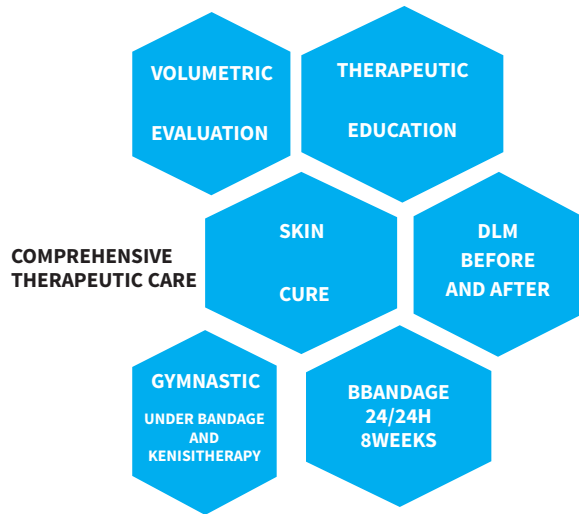 VOLUMETRIC
EVALUATION
THERAPEUTIC
EDUCATION
COMPREHENSIVE
THERAPEUTIC CARE
SKIN
CURE
DLM
BEFORE
AND AFTER
GYMNASTIC
UNDER BANDAGE
AND
KENISITHERAPY
BBANDAGE
24/24H
8WEEKS